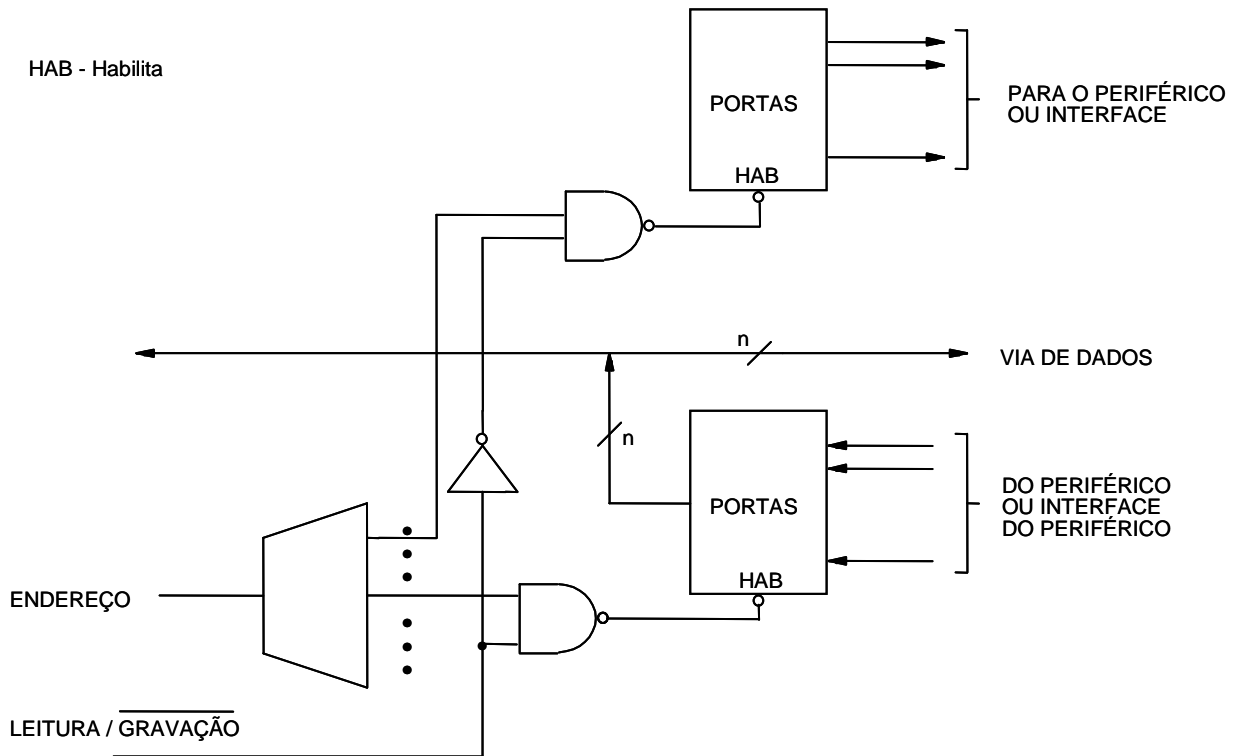 HAB - Habilita
PORTAS
HAB
PARA O PERIFÉRICO
OU INTERFACE
n
VIA DE DADOS
n
PORTAS
HAB
DO PERIFÉRICO
OU INTERFACE
DO PERIFÉRICO
ENDEREÇO
LEITURA / GRAVAÇÃO